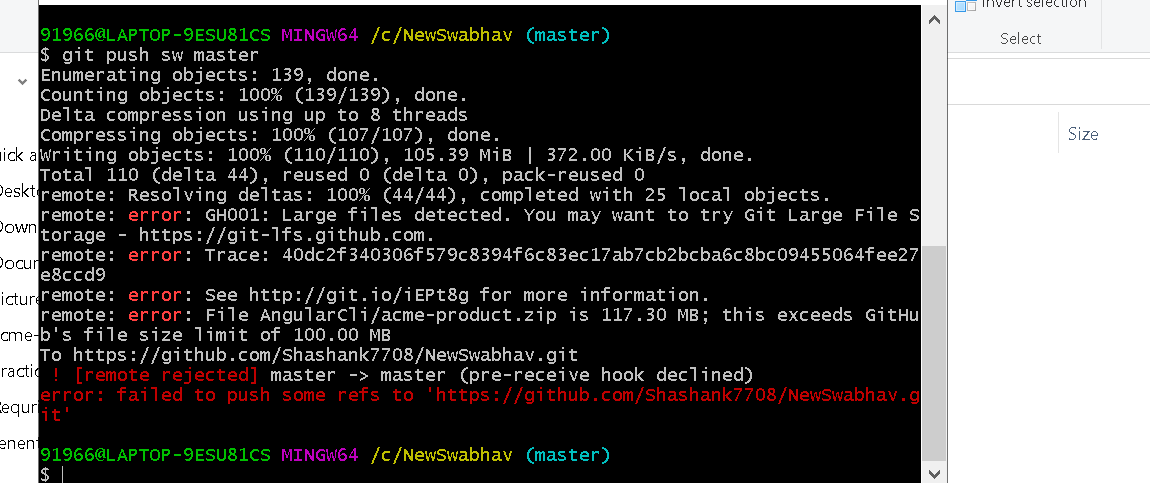 Invert selection
Select
Size
uick a
Deskto
Down
Docur
icture
cme-
ractic
Requri
enent
91966@LAPTOP-9ESU81CS MINGW64 /c/NewSwabhav (master)
$ git push sw master
Enumerating objects: 139, done.
Counting objects: 100% (139/139), done.
Delta compression using up to 8 threads
Compressing objects: 100% (107/107), done.
Writing objects: 100% (110/110), 105.39 MiB | 372.00 KiB/s, done.
Total 110 (delta 44), reused 0 (delta 0), pack-reused 0
remote: Resolving deltas: 100% (44/44), completed with 25 local objects.
remote: error: GH001: Large files detected. You may want to try Git Large File S
torage - https://git-lfs.github.com.
remote: error: Trace: 40dc2f340306f579c8394f6c83ec17ab7cb2bcba6c8bc09455064fee27
e8ccd9
remote: error: See http://git.io/iEPt8g for more information.
remote: error: File AngularCli/acme-product.zip is 117.30 MB; this exceeds GitHu
b's file size limit of 100.00 MB
To https://github.com/Shashank7708/NewSwabhav.git
 ! [remote rejected] master -> master (pre-receive hook declined)
error: failed to push some refs to 'https://github.com/Shashank7708/NewSwabhav.g
it'
91966@LAPTOP-9ESU81CS MINGW64 /c/NewSwabhav (master)
$